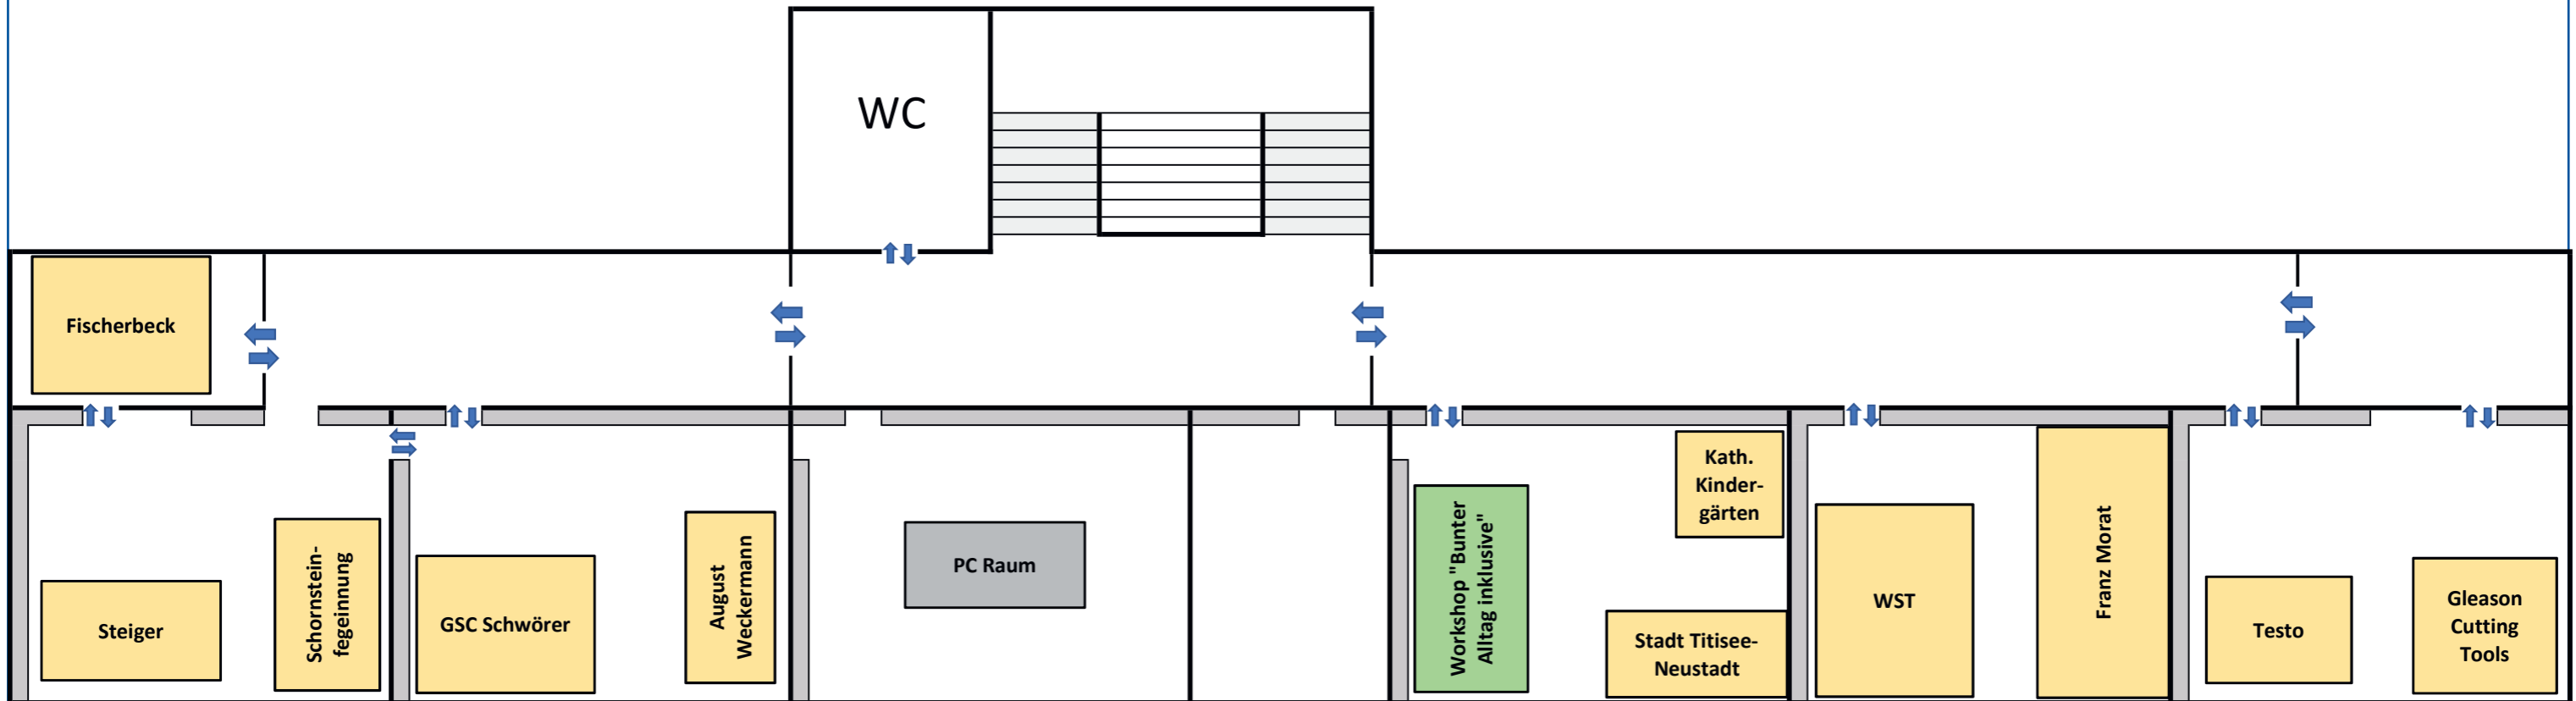 WC
Fischerbeck
Steiger
Schornstein-
fegeinnung
GSC Schwörer
August
Weckermann
PC Raum
Workshop "Bunter
Alltag inklusive"
Kath.
Kinder-
gärten
Stadt Titisee-
Neustadt
WST
Franz Morat
Testo
Gleason
Cutting
Tools